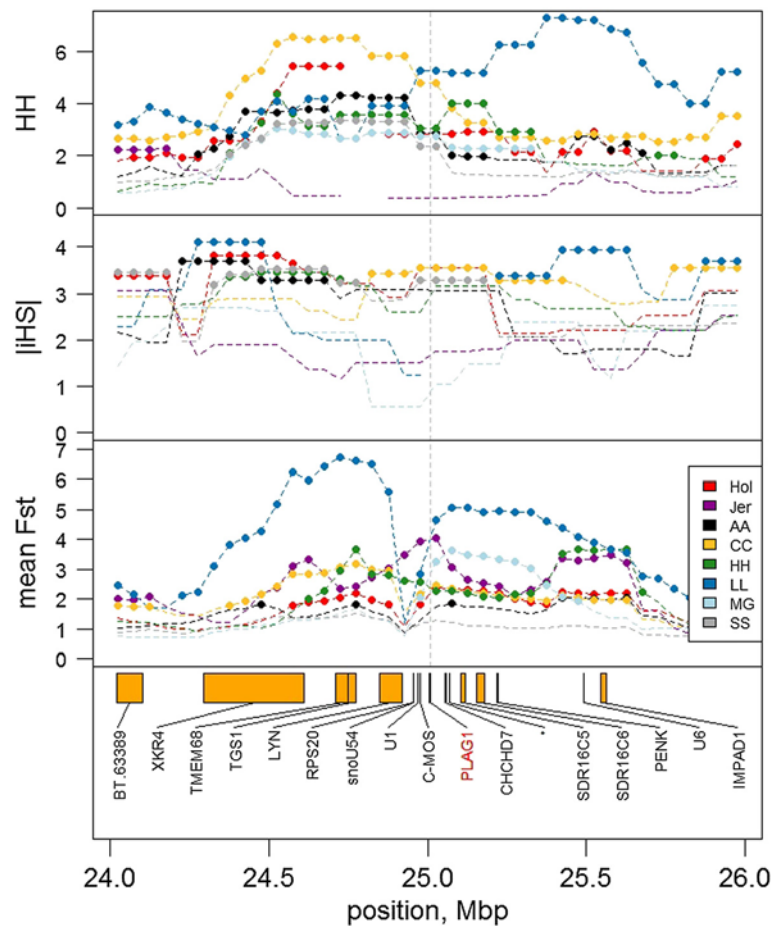 HH
6
4
2
0
|iHS|
4
3
2
1
0
mean Fst
7
6
5
4
3
2
1
0
Hol
Jer
AA
CC
HH
LL
MG
SS
BT.63389
XKR4
TMEM68
TGS1
LYN
RPS20
snoU54
U1
C-MOS
PLAG1
CHCHD7
SDR16C5
SDR16C6
PENK
U6
IMPAD1
24.0 24.5 25.0 25.5 26.0
position, Mbp